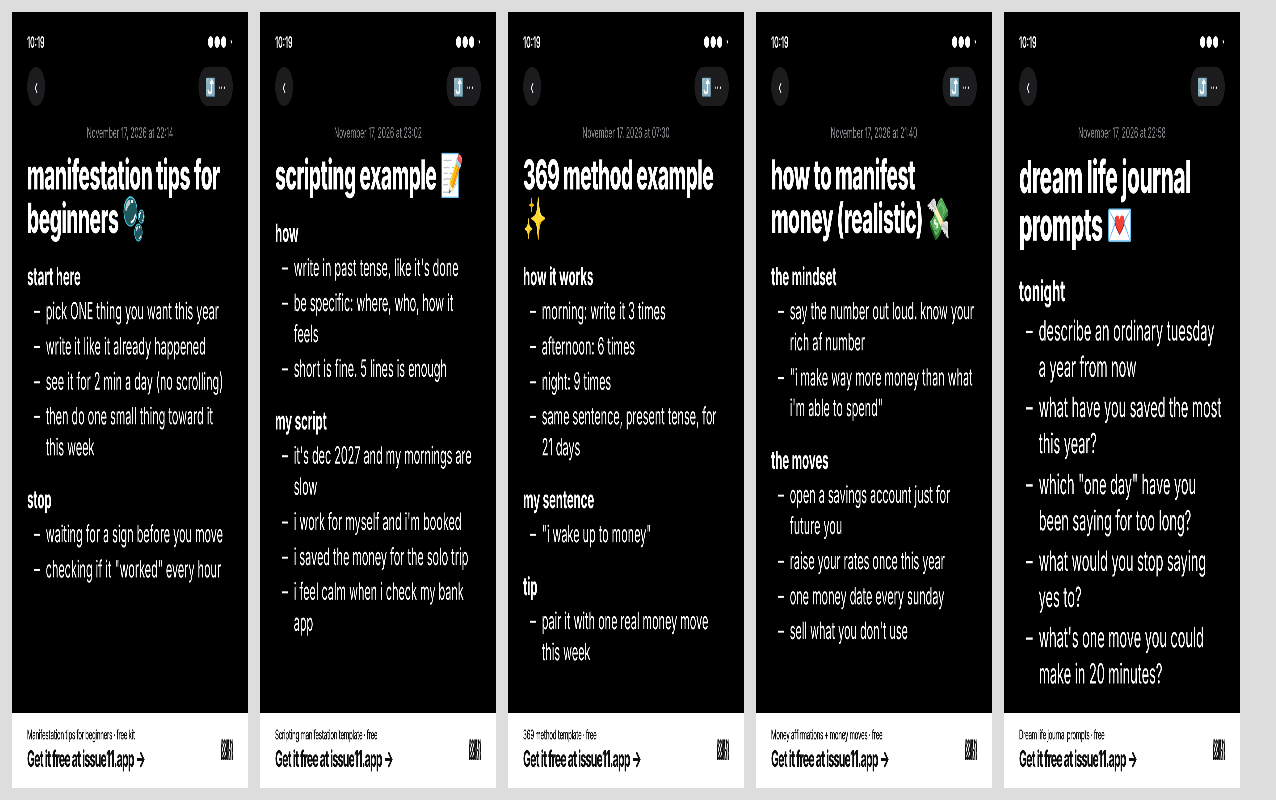 10:19
November 17, 2026 at 22:14
manifestation tips for
beginners 🫧
start here
– pick ONE thing you want this year
– write it like it already happened
– see it for 2 min a day (no scrolling)
– then do one small thing toward it
this week
stop
– waiting for a sign before you move
– checking if it "worked" every hour
Manifestation tips for beginners · free kit
Get it free at issue11.app →
10:19
November 17, 2026 at 23:02
scripting example 📝
how
– write in past tense, like it's done
– be specific: where, who, how it
feels
– short is fine. 5 lines is enough
my script
– it's dec 2027 and my mornings are
slow
– i work for myself and i'm booked
– i saved the money for the solo trip
– i feel calm when i check my bank
app
Scripting manifestation template · free
Get it free at issue11.app →
10:19
November 17, 2026 at 07:30
369 method example
✨
how it works
– morning: write it 3 times
– afternoon: 6 times
– night: 9 times
– same sentence, present tense, for
21 days
my sentence
– "i wake up to money"
tip
– pair it with one real money move
this week
369 method template · free
Get it free at issue11.app →
10:19
November 17, 2026 at 21:40
how to manifest
money (realistic) 💸
the mindset
– say the number out loud. know your
rich af number
– "i make way more money than what
i'm able to spend"
the moves
– open a savings account just for
future you
– raise your rates once this year
– one money date every sunday
– sell what you don't use
Money affirmations + money moves · free
Get it free at issue11.app →
10:19
November 17, 2026 at 22:58
dream life journal
prompts 💌
tonight
– describe an ordinary tuesday
a year from now
– what have you saved the most
this year?
– which "one day" have you
been saying for too long?
– what would you stop saying
yes to?
– what's one move you could
make in 20 minutes?
Dream life journal prompts · free
Get it free at issue11.app →